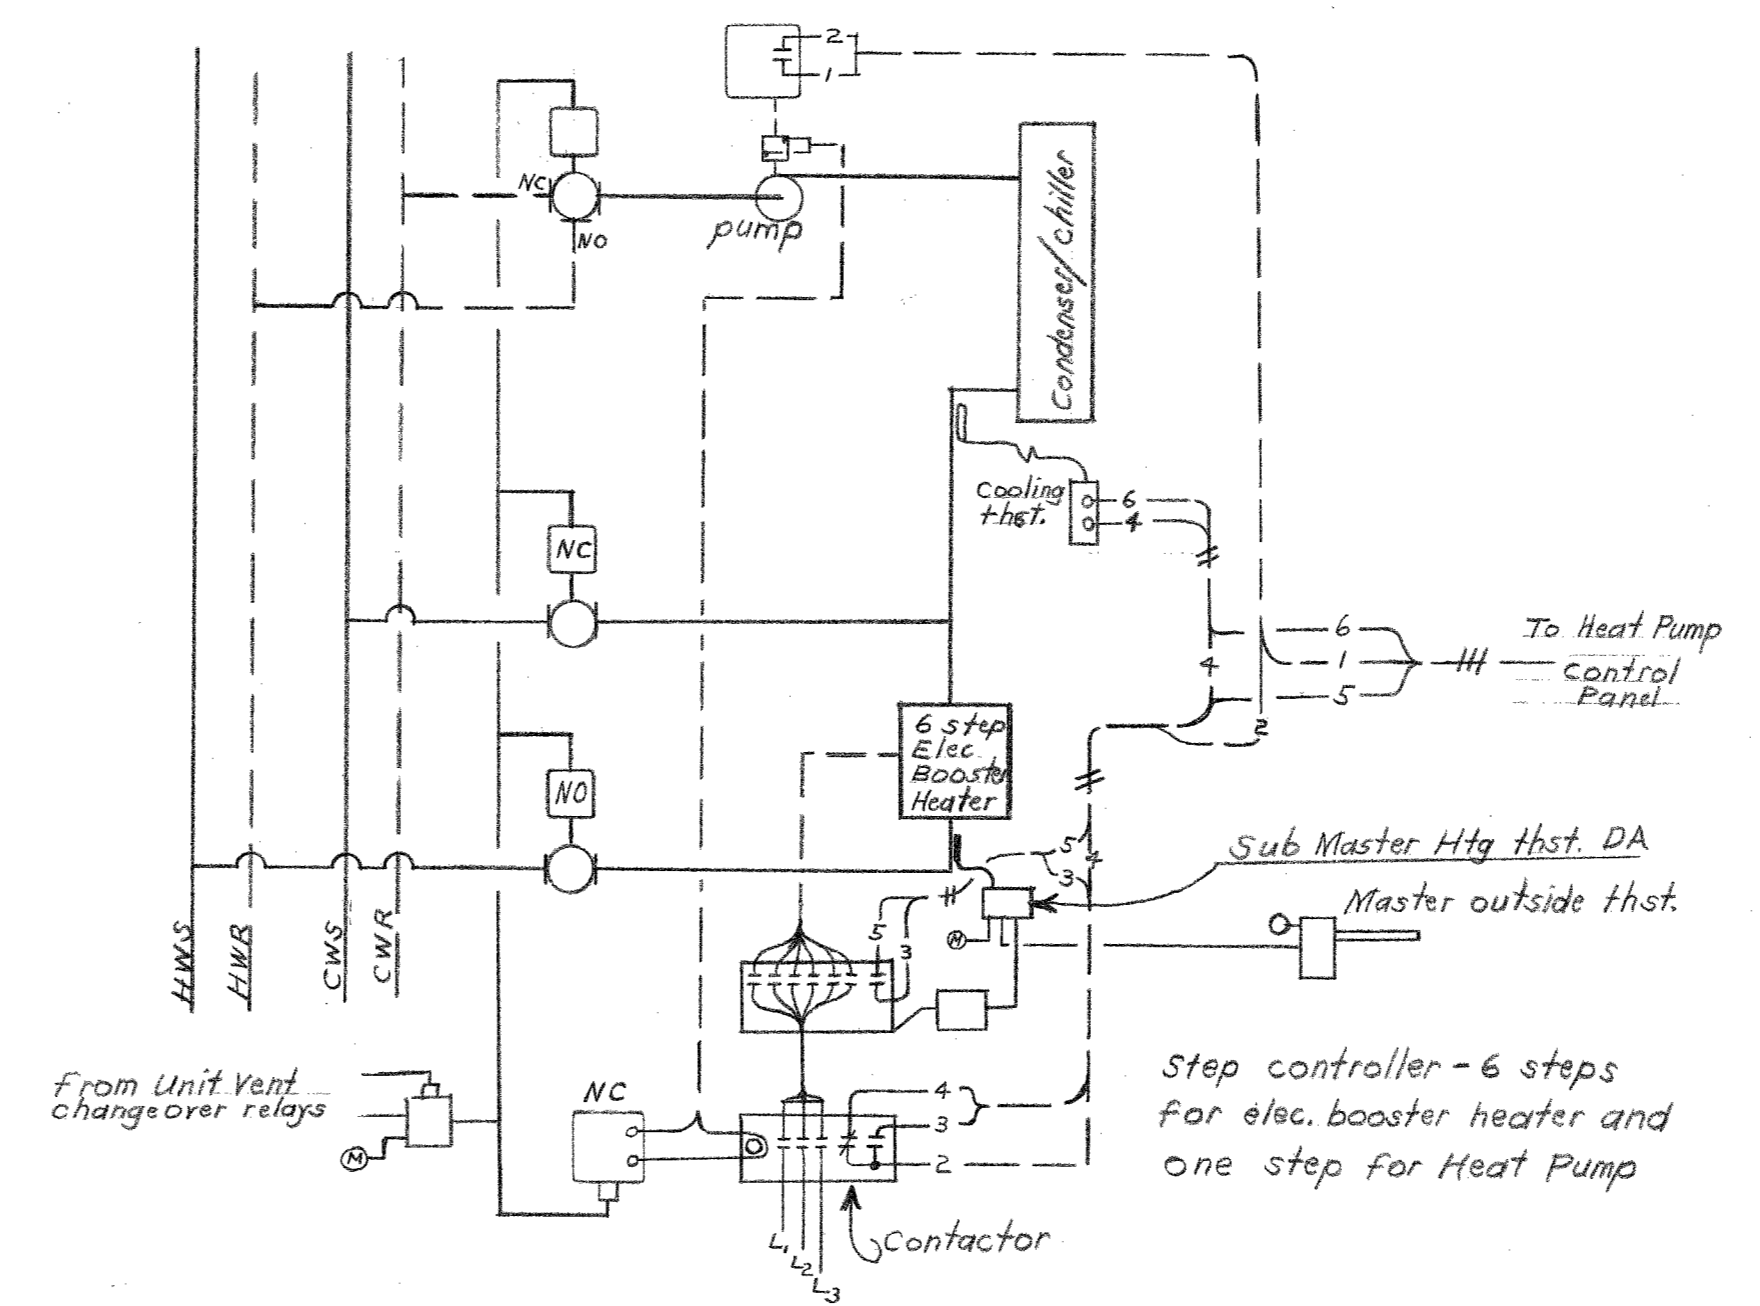 2
1
NC
NO
pump
Condenser/chiller
Cooling
thst.
6
4
NC
6
To Heat Pump
4
1
Control
5
Panel
2
6 step
Elec
Booster
Heater
NO
5
4
3
Sub Master Htg thst. DA
Master outside thst.
HWS
HWR
CWS
CWR
5
3
M
Step controller - 6 steps
for elec. booster heater and
one step for Heat Pump
From Unit Vent
changeover relays
M
NC
4
3
2
Contactor
L1
L2
L3